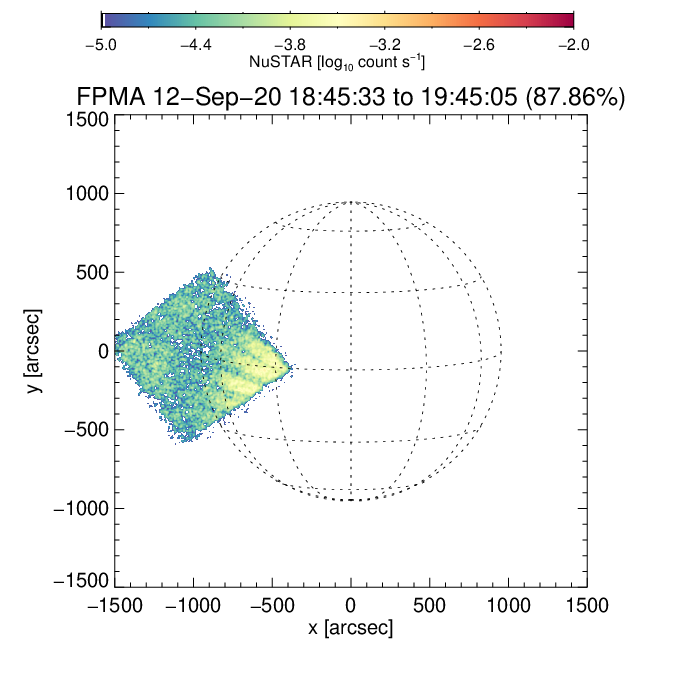 −5.0 −4.4 −3.8 −3.2 −2.6 −2.0
NuSTAR [log₁₀ count s⁻¹]
FPMA 12−Sep−20 18:45:33 to 19:45:05 (87.86%)
1500
1000
500
0
−500
−1000
−1500
y [arcsec]
−1500 −1000 −500 0 500 1000 1500
x [arcsec]